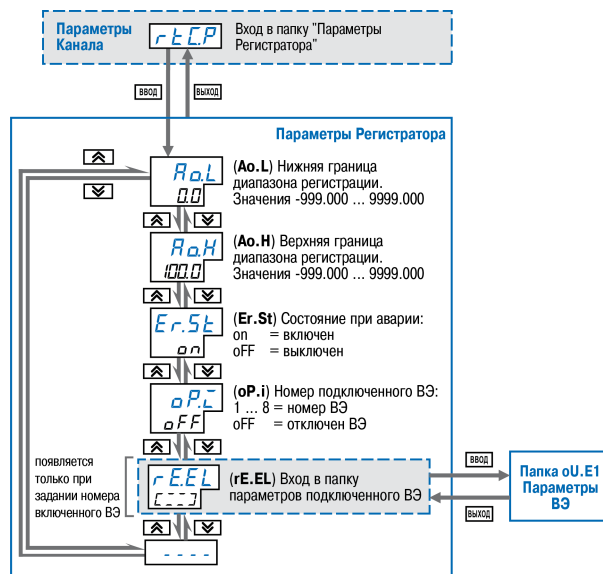 Параметры
Канала
rtC.P
Вход в папку "Параметры
Регистратора"
ВВОД
ВЫХОД
Параметры Регистратора
Ao.L
0.0
(Ao.L) Нижняя граница
диапазона регистрации.
Значения -999.000 ... 9999.000
Ao.H
100.0
(Ao.H) Верхняя граница
диапазона регистрации.
Значения -999.000 ... 9999.000
Er.St
on
(Er.St) Состояние при аварии:
on = включен
oFF = выключен
oP.i
oFF
(oP.i) Номер подключенного ВЭ:
1 ... 8 = номер ВЭ
oFF = отключен ВЭ
появляется
только при
задании номера
включенного ВЭ
rE.EL
[---]
(rE.EL) Вход в папку
параметров подключенного ВЭ
ВВОД
ВЫХОД
Папка oU.E1
Параметры
ВЭ
- - - -